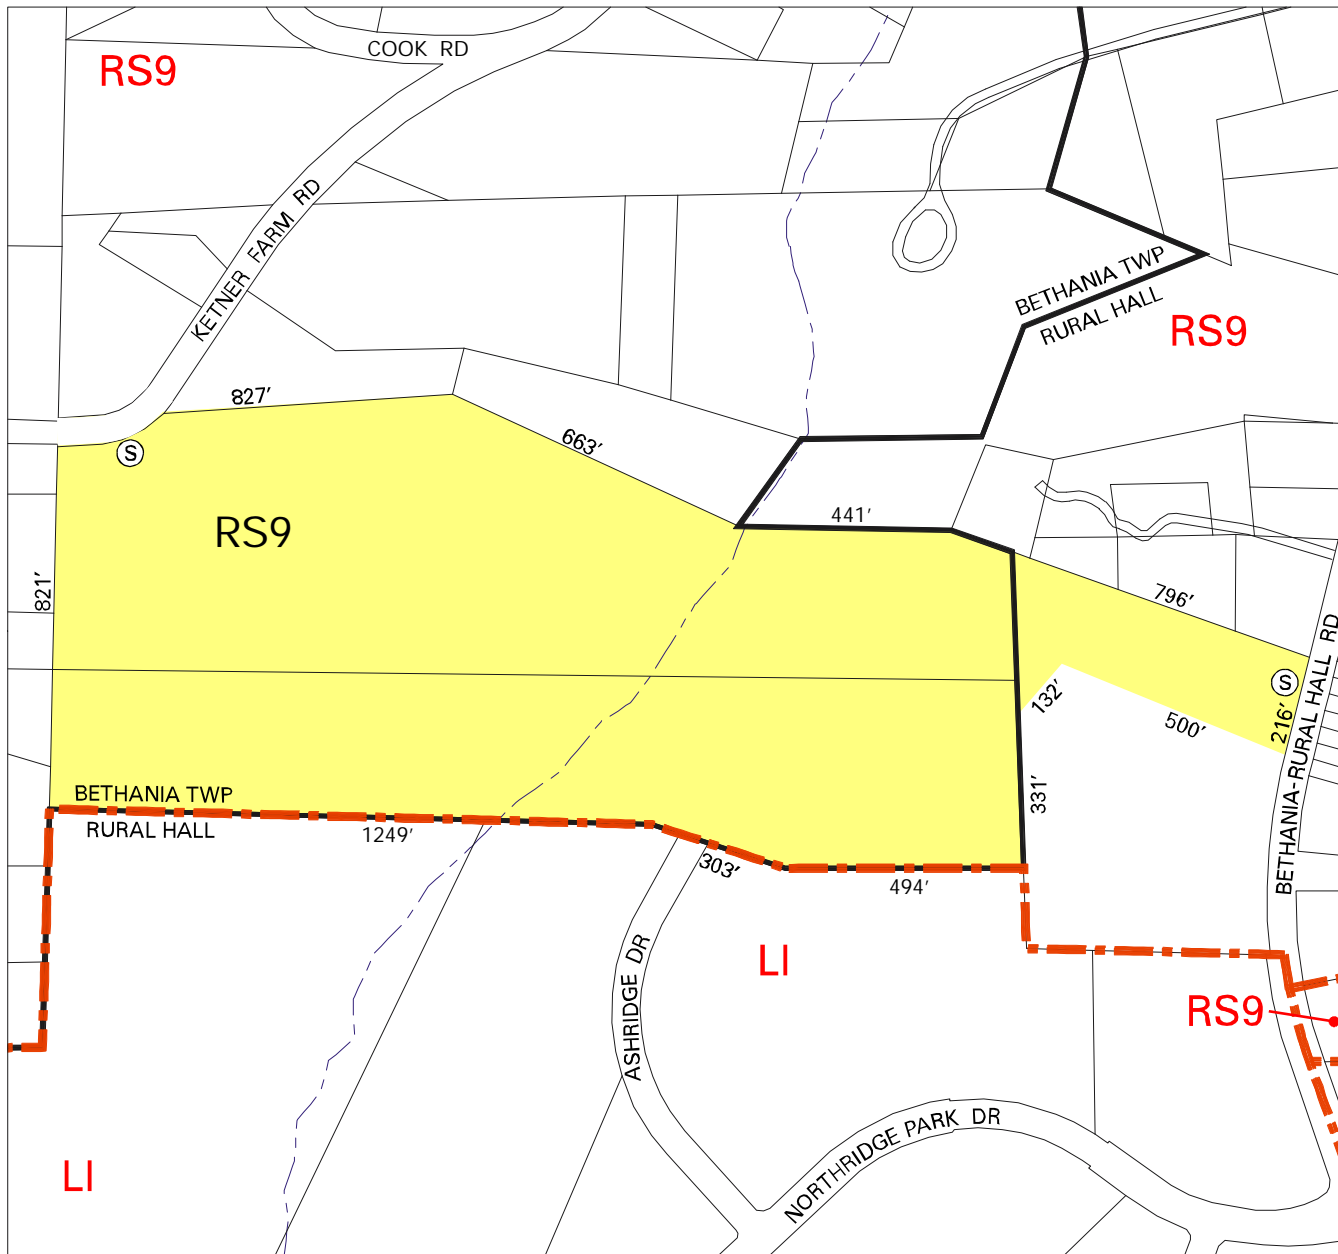 COOK RD
RS9
KETNER FARM RD
BETHANIA TWP
RURAL HALL
RS9
827'
663'
S
441'
RS9
821'
796'
S
132'
500'
216'
BETHANIA-RURAL HALL RD
331'
BETHANIA TWP
RURAL HALL
1249'
303'
494'
ASHRIDGE DR
LI
RS9
NORTHRIDGE PARK DR
LI